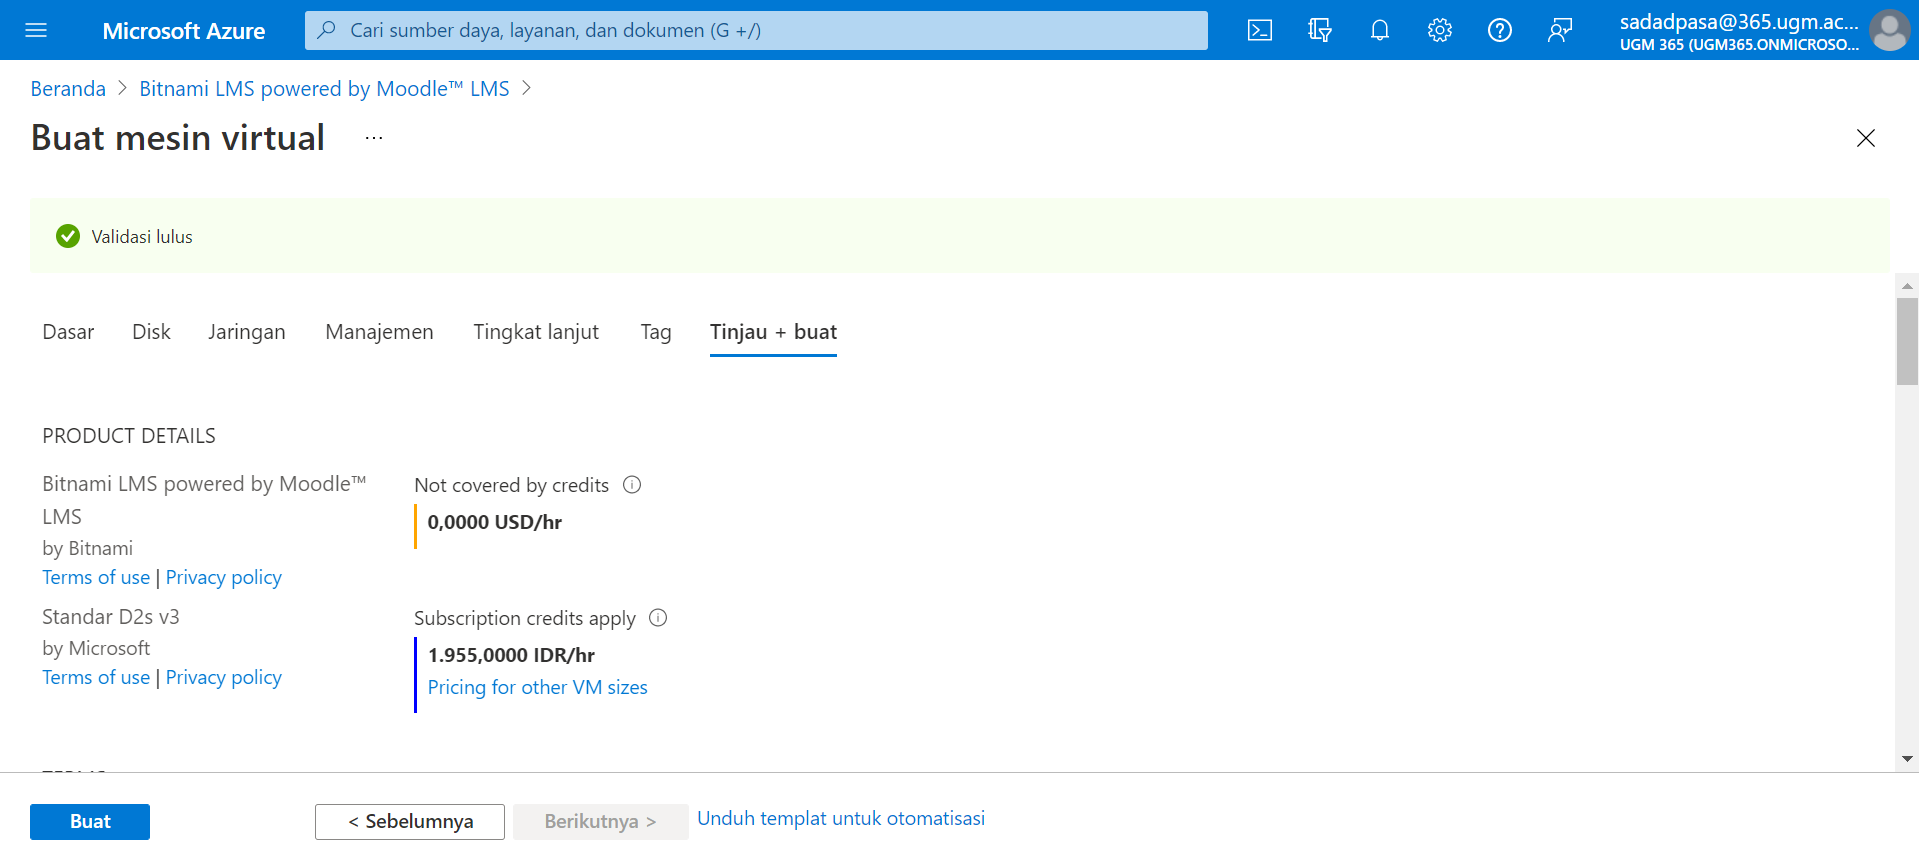 Microsoft Azure
Cari sumber daya, layanan, dan dokumen (G +/)
sadadpasa@365.ugm.ac...
UGM 365 (UGM365.ONMICROSO...
Beranda > Bitnami LMS powered by Moodle™ LMS >
Buat mesin virtual ...
Validasi lulus
Dasar Disk Jaringan Manajemen Tingkat lanjut Tag Tinjau + buat
PRODUCT DETAILS
Bitnami LMS powered by Moodle™
LMS
by Bitnami
Terms of use | Privacy policy
Not covered by credits
0,0000 USD/hr
Standar D2s v3
by Microsoft
Terms of use | Privacy policy
Subscription credits apply
1.955,0000 IDR/hr
Pricing for other VM sizes
Buat
< Sebelumnya
Berikutnya >
Unduh templat untuk otomatisasi